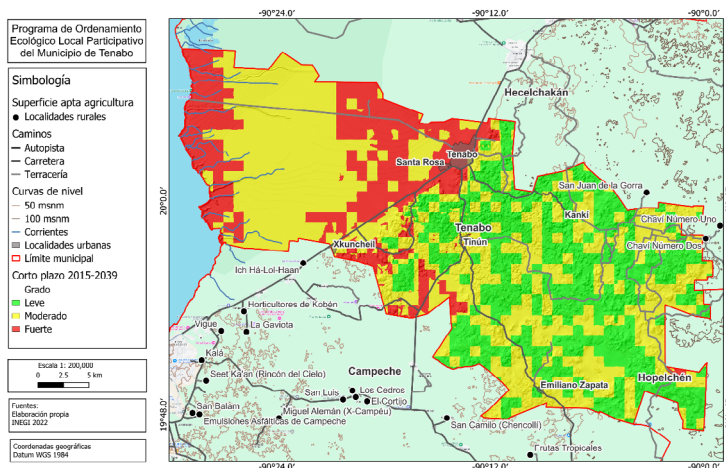 Programa de Ordenamiento
Ecológico Local Participativo
del Municipio de Tenabo
Simbología
Superficie apta agricultura
Localidades rurales
Caminos
Autopista
Carretera
Terracería
Curvas de nivel
50 msnm
100 msnm
Corrientes
Localidades urbanas
Límite municipal
Corto plazo 2015-2039
Grado
Leve
Moderado
Fuerte
Escala 1: 200,000
0 2.5 5 km
Fuentes:
Elaboración propia
INEGI 2022
Coordenadas geográficas
Datum WGS 1984
-90°24.0' -90°12.0' -90°0.0'
20°0.0'
19°48.0'
Hecelchakán
Tenabo
Santa Rosa
San Juan de la Gorra
Kanki
Chaví Número Uno
Tenabo
Tinún
Xkuncheil
Chaví Número Dos
Ich Há-Lol-Haan
Horticultores de Kobén
Vigue
La Gaviota
Kalá
Seet Ka'an (Rincón del Cielo)
Campeche
San Luis
Los Cedros
El Cortijo
Emiliano Zapata
Hopelchén
San Balam
Miguel Alemán (X-Campéu)
Emulsiones Asfálticas de Campeche
San Camilo (Chencollí)
Frutas Tropicales
-90°24.0' -90°12.0' -90°0.0'